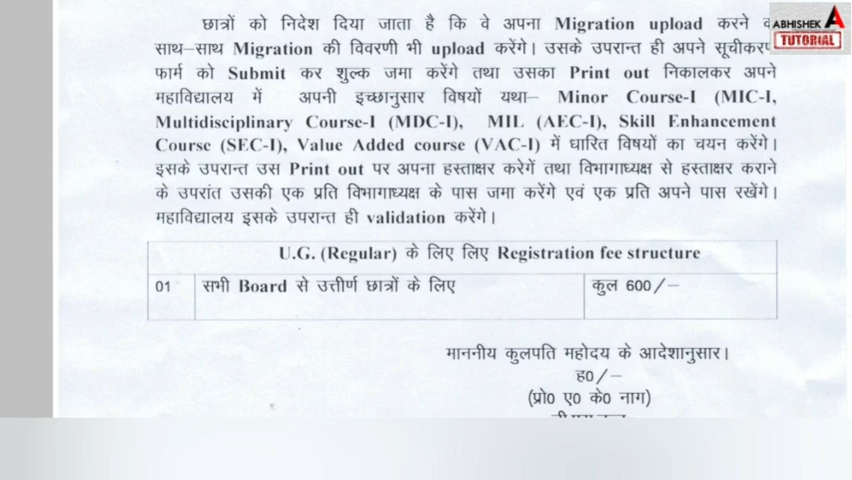 ABHISHEK A
TUTORIAL
छात्रों को निदेश दिया जाता है कि वे अपना Migration upload करने
साथ-साथ Migration की विवरणी भी upload करेंगे। उसके उपरान्त ही अपने सूचीकरण
फार्म को Submit कर शुल्क जमा करेंगे तथा उसका Print out निकालकर अपने
महाविद्यालय में अपनी इच्छानुसार विषयों यथा– Minor Course-I (MIC-I,
Multidisciplinary Course-I (MDC-I), MIL (AEC-I), Skill Enhancement
Course (SEC-I), Value Added course (VAC-I) में धारित विषयों का चयन करेंगे।
इसके उपरान्त उस Print out पर अपना हस्ताक्षर करेगें तथा विभागाध्यक्ष से हस्ताक्षर कराने
के उपरांत उसकी एक प्रति विभागाध्यक्ष के पास जमा करेंगे एवं एक प्रति अपने पास रखेंगे।
महाविद्यालय इसके उपरान्त ही validation करेंगे।
U.G. (Regular) के लिए लिए Registration fee structure
01 सभी Board से उत्तीर्ण छात्रों के लिए कुल 600/–
माननीय कुलपति महोदय के आदेशानुसार।
ह0/–
(प्रो0 ए0 के0 नाग)